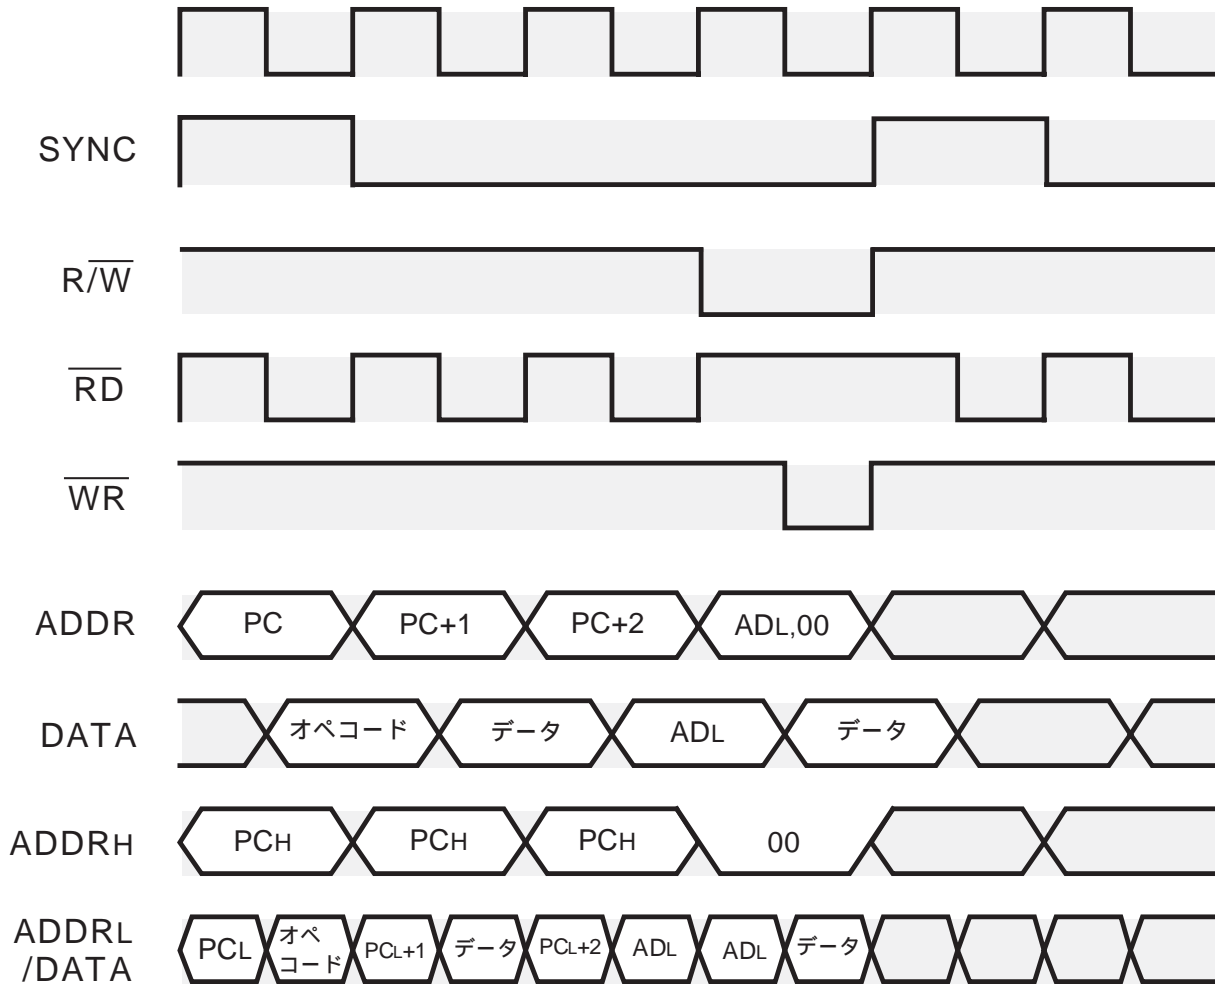 SYNC
R/W
RD
WR
ADDR PC PC+1 PC+2 ADL,00
DATA オペコード データ ADL データ
ADDRH PCH PCH PCH 00
ADDRL
/DATA
PCL オペ
コード PCL+1 データ PCL+2 ADL ADL データ